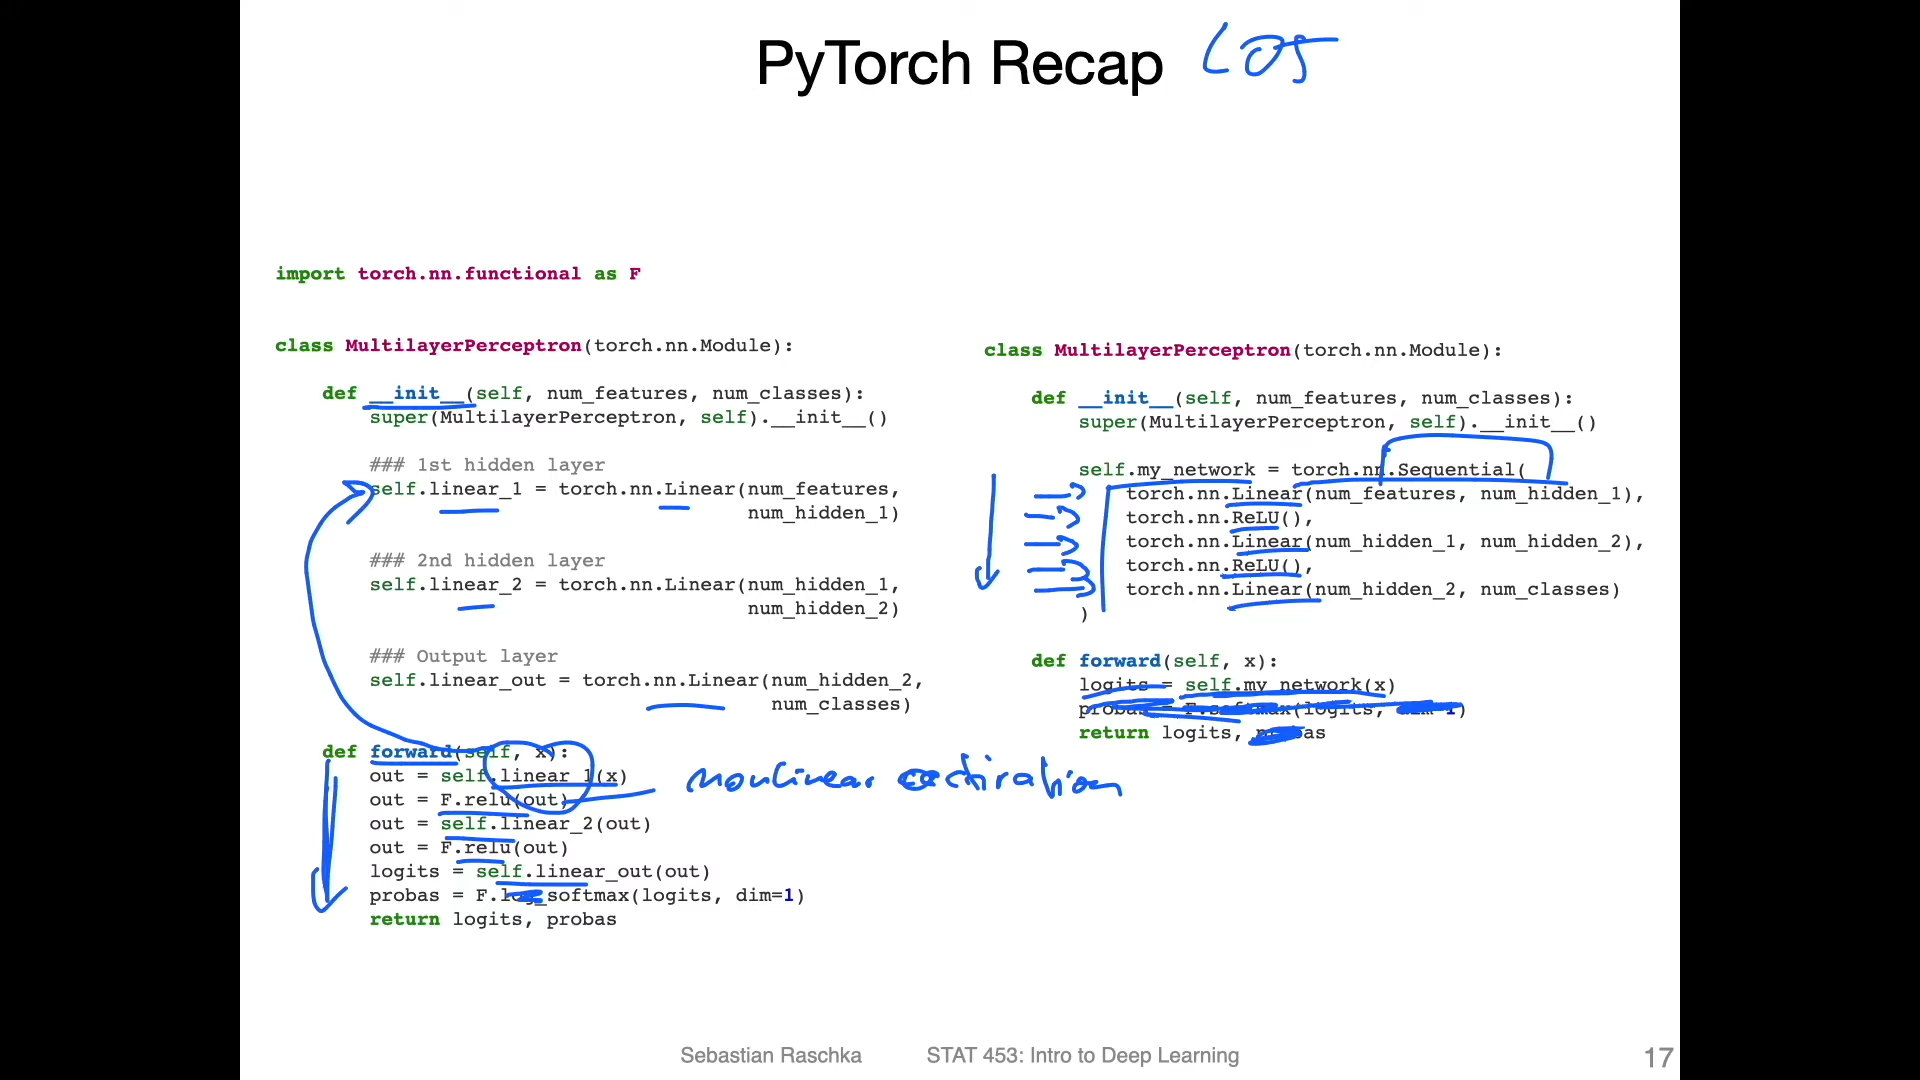 PyTorch Recap L05
import torch.nn.functional as F
class MultilayerPerceptron(torch.nn.Module):
def __init__(self, num_features, num_classes):
super(MultilayerPerceptron, self).__init__()
### 1st hidden layer
self.linear_1 = torch.nn.Linear(num_features,
num_hidden_1)
### 2nd hidden layer
self.linear_2 = torch.nn.Linear(num_hidden_1,
num_hidden_2)
### Output layer
self.linear_out = torch.nn.Linear(num_hidden_2,
num_classes)
def forward(self, x):
out = self.linear_1(x)
out = F.relu(out)
nonlinear activation
out = self.linear_2(out)
out = F.relu(out)
logits = self.linear_out(out)
probas = F.log_softmax(logits, dim=1)
return logits, probas
class MultilayerPerceptron(torch.nn.Module):
def __init__(self, num_features, num_classes):
super(MultilayerPerceptron, self).__init__()
self.my_network = torch.nn.Sequential(
torch.nn.Linear(num_features, num_hidden_1),
torch.nn.ReLU(),
torch.nn.Linear(num_hidden_1, num_hidden_2),
torch.nn.ReLU(),
torch.nn.Linear(num_hidden_2, num_classes)
)
def forward(self, x):
logits = self.my_network(x)
probas = F.softmax(logits, dim=1)
return logits, probas
Sebastian Raschka STAT 453: Intro to Deep Learning 17